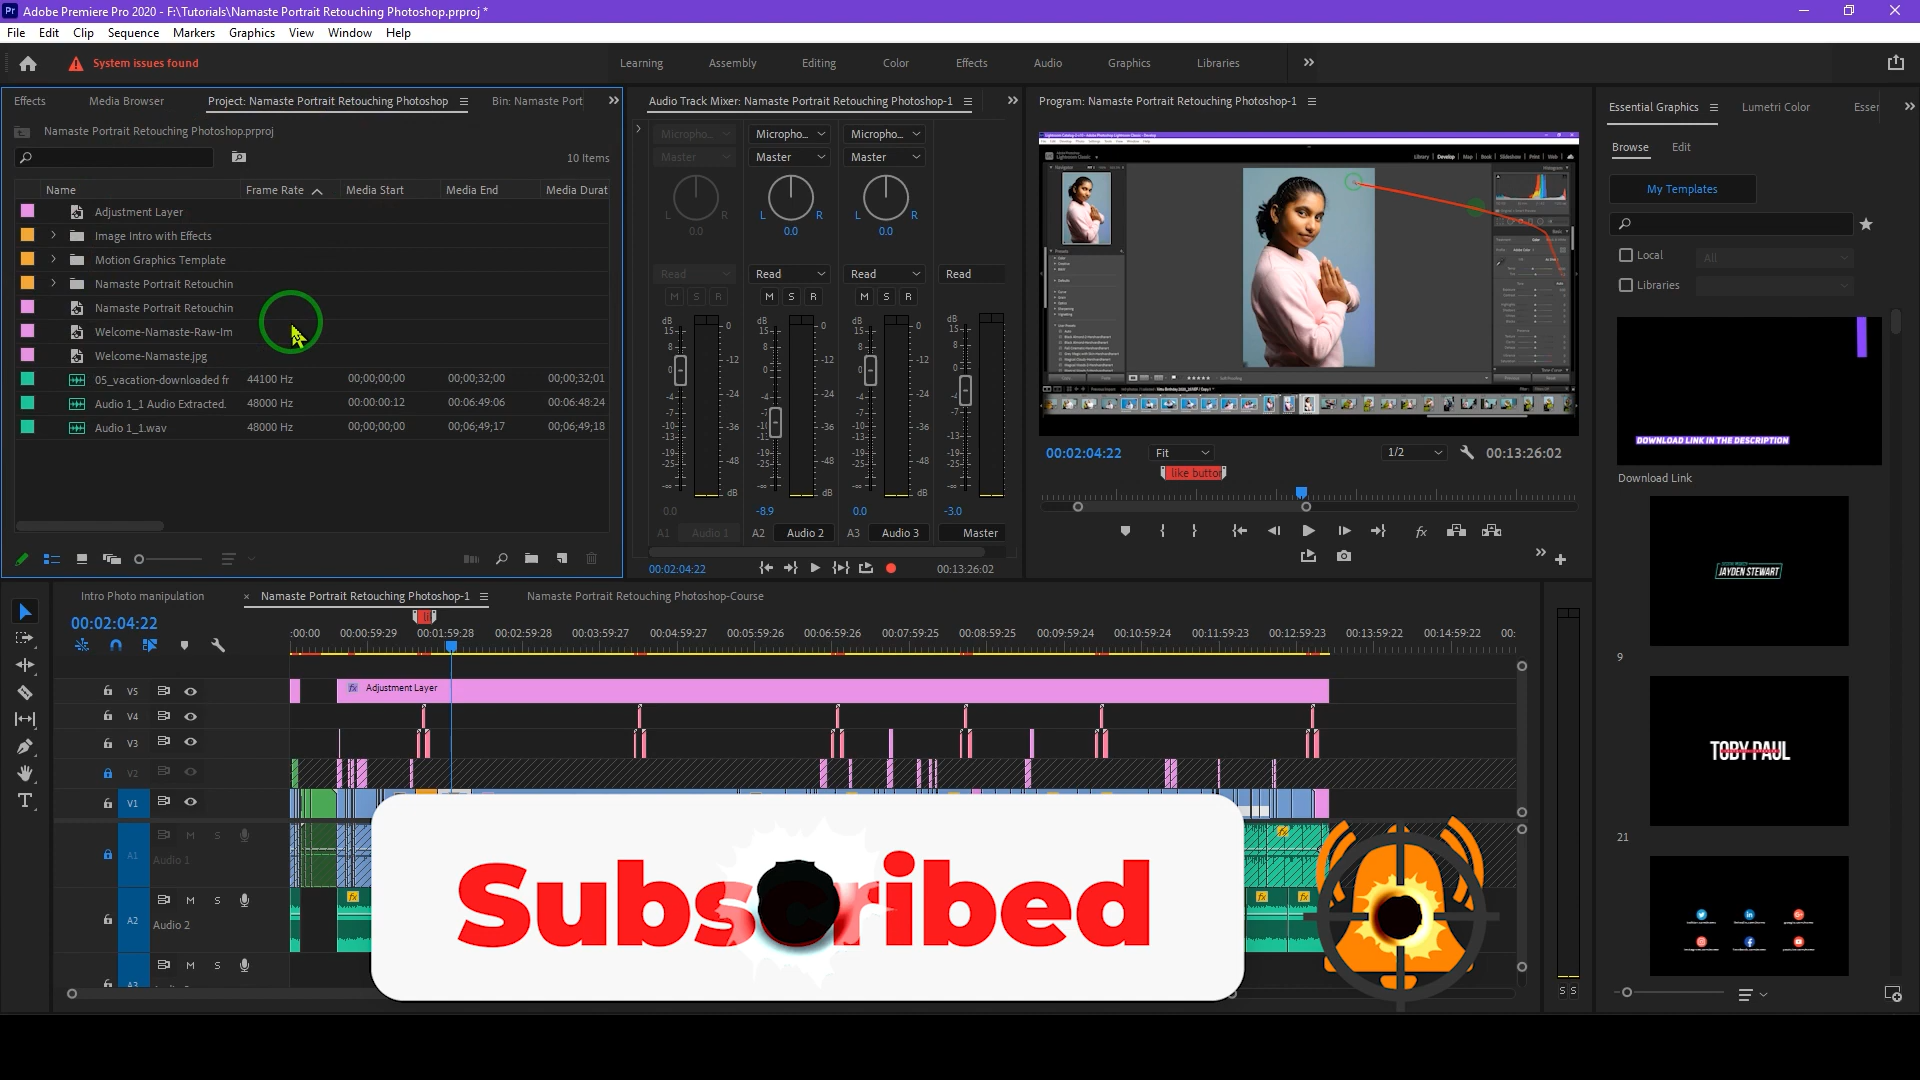 Adobe Premiere Pro 2020 - F:\Tutorials\Namaste Portrait Retouching Photoshop.prproj *
File Edit Clip Sequence Markers Graphics View Window Help
System issues found
Learning Assembly Editing Color Effects Audio Graphics Libraries
Effects Media Browser Project: Namaste Portrait Retouching Photoshop Bin: Namaste Port
Namaste Portrait Retouching Photoshop.prproj
10 Items
Name Frame Rate Media Start Media End Media Durat
Adjustment Layer
Image Intro with Effects
Motion Graphics Template
Namaste Portrait Retouchin
Namaste Portrait Retouchin
Welcome-Namaste-Raw-Im
Welcome-Namaste.jpg
05_vacation-downloaded fr 44100 Hz 00;00;00;00 00;00;32;00 00;00;32;01
Audio 1_1 Audio Extracted. 48000 Hz 00:00:00:12 00:06:49:06 00:06:48:24
Audio 1_1.wav 48000 Hz 00;00;00;00 00;06;49;17 00;06;49;18
Audio Track Mixer: Namaste Portrait Retouching Photoshop-1
Micropho... Micropho... Micropho...
Master Master Master
L R L R L R
0.0 0.0 0.0
Read Read Read Read
M S R M S R M S R
0.0 -8.9 0.0 -3.0
A1 Audio 1 A2 Audio 2 A3 Audio 3 Master
00:02:04:22 00:13:26:02
Program: Namaste Portrait Retouching Photoshop-1
00:02:04:22 Fit 1/2 00:13:26:02
like button
Essential Graphics Lumetri Color Esser
Browse Edit
My Templates
Local All
Libraries
DOWNLOAD LINK IN THE DESCRIPTION
Download Link
JAYDEN STEWART
9
TOBY PAUL
21
Intro Photo manipulation × Namaste Portrait Retouching Photoshop-1 Namaste Portrait Retouching Photoshop-Course
00:02:04:22
:00:00 00:00:59:29 00:01:59:28 00:02:59:28 00:03:59:27 00:04:59:27 00:05:59:26 00:06:59:26 00:07:59:25 00:08:59:25 00:09:59:24 00:10:59:24 00:11:59:23 00:12:59:23 00:13:59:22 00:14:59:22 00:
V5 fx Adjustment Layer
V4
V3
V2
V1
A1 M S
Audio 1
A2 M S
Audio 2
A3 M S
Subscribed
S S